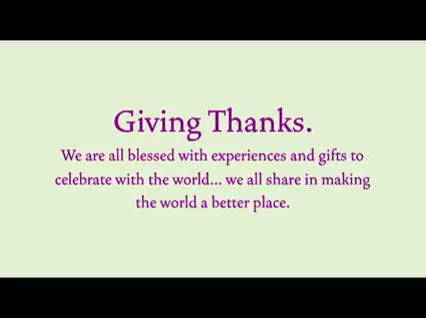 Giving Thanks.
We are all blessed with experiences and gifts to
celebrate with the world... we all share in making
the world a better place.